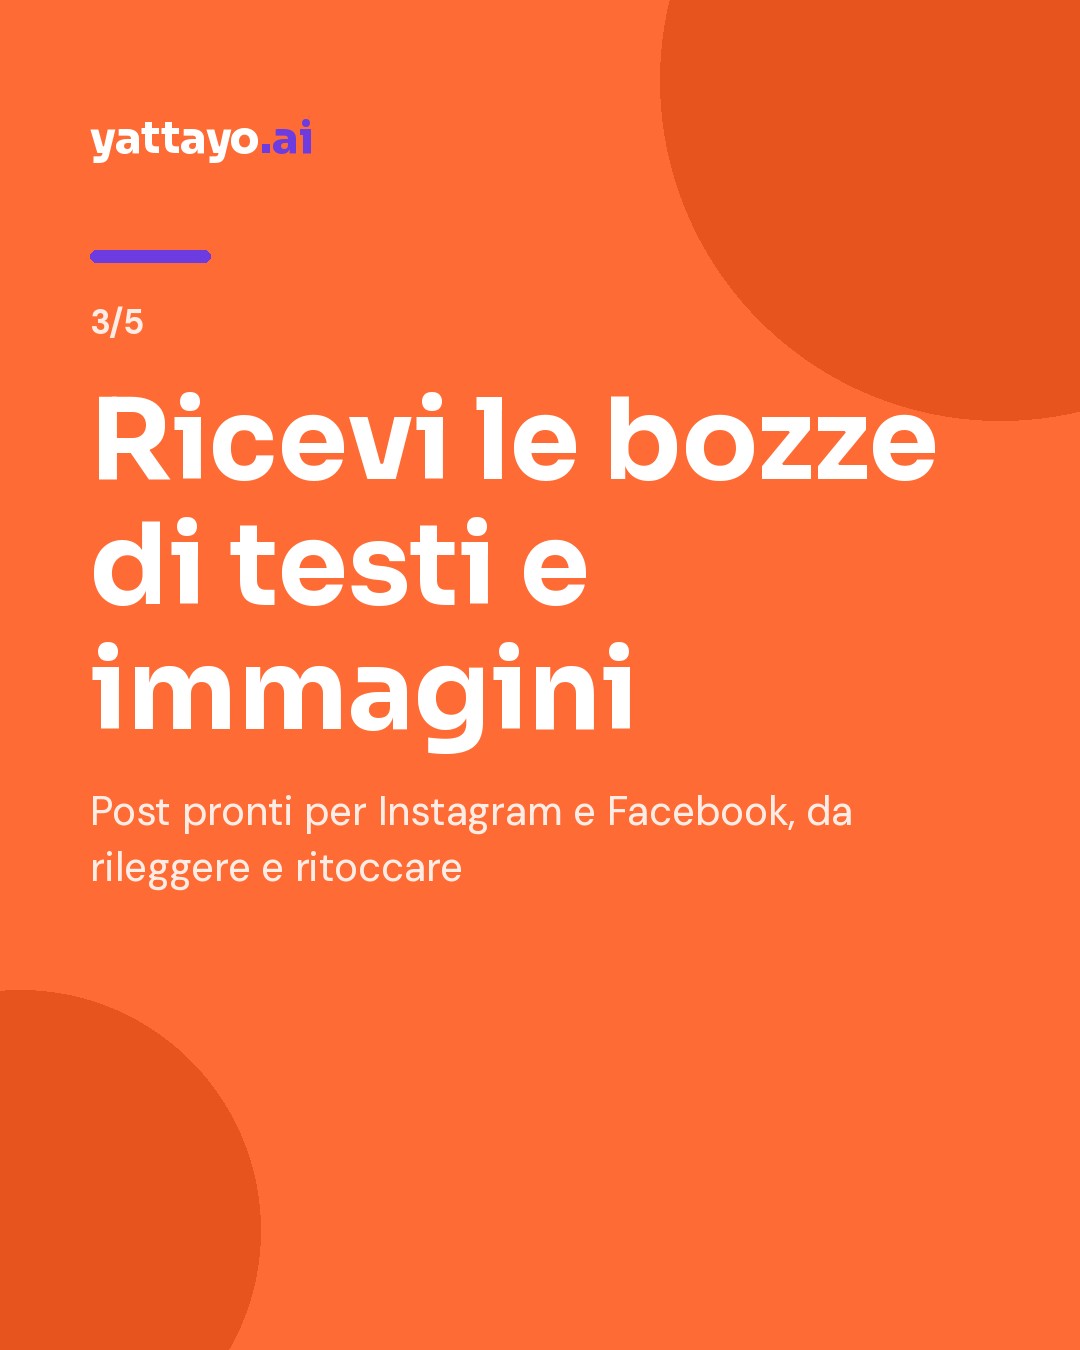 yattayo.ai
3/5
Ricevi le bozze
di testi e
immagini
Post pronti per Instagram e Facebook, da
rileggere e ritoccare